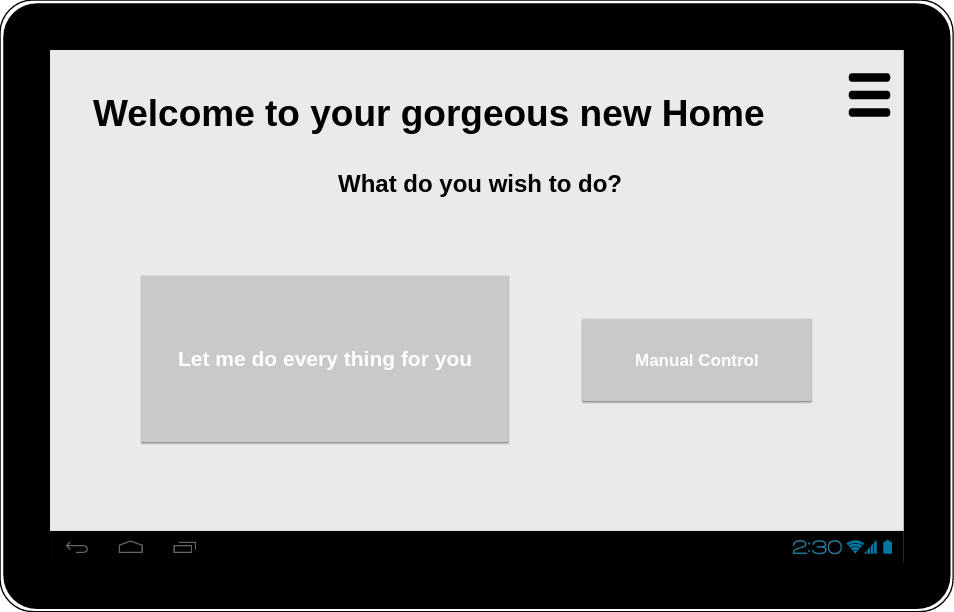 Welcome to your gorgeous new Home
What do you wish to do?
Let me do every thing for you
Manual Control
2:30